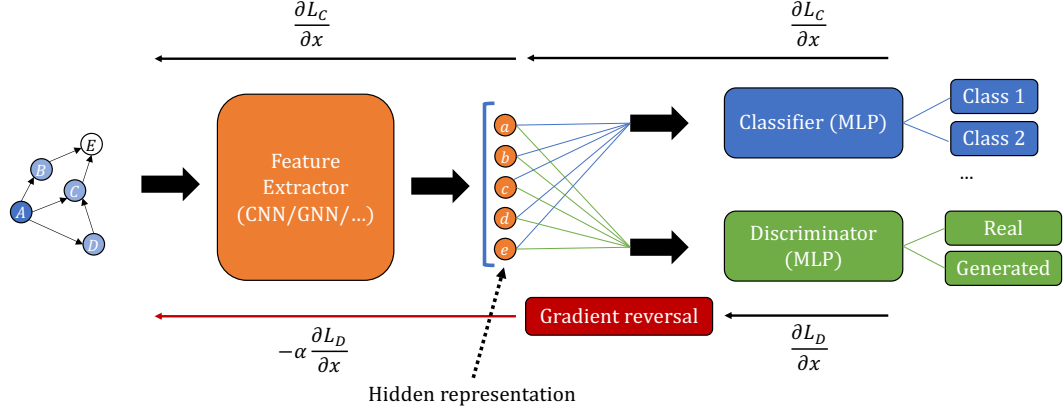 ∂L_C/∂x
∂L_C/∂x
A
B
C
D
E
Feature
Extractor
(CNN/GNN/...)
a
b
c
d
e
Classifier (MLP)
Class 1
Class 2
...
Discriminator
(MLP)
Real
Generated
Gradient reversal
−α ∂L_D/∂x
∂L_D/∂x
Hidden representation